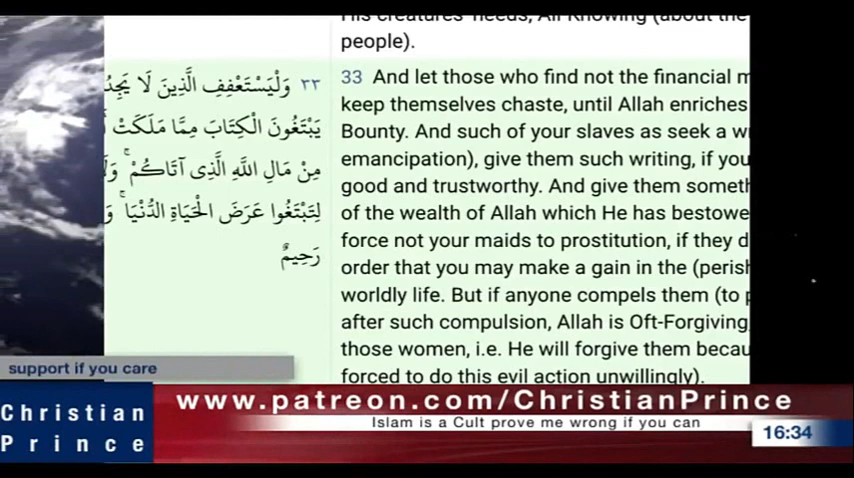 His creatures' needs, All-Knowing (about the
people).
٣٣ وَلْيَسْتَعْفِفِ الَّذِينَ لَا يَجِدُ
يَبْتَغُونَ الْكِتَابَ مِمَّا مَلَكَتْ
مِنْ مَالِ اللَّهِ الَّذِى آتَاكُمْ ۚ وَلَ
لِتَبْتَغُوا عَرَضَ الْحَيَاةِ الدُّنْيَا ۚ وَ
رَحِيمٌ
33 And let those who find not the financial m
keep themselves chaste, until Allah enriches
Bounty. And such of your slaves as seek a w
emancipation), give them such writing, if you
good and trustworthy. And give them someth
of the wealth of Allah which He has bestowe
force not your maids to prostitution, if they d
order that you may make a gain in the (perish
worldly life. But if anyone compels them (to p
after such compulsion, Allah is Oft-Forgiving,
those women, i.e. He will forgive them becau
forced to do this evil action unwillingly).
support if you care
Christian
Prince
www.patreon.com/ChristianPrince
Islam is a Cult prove me wrong if you can
16:34